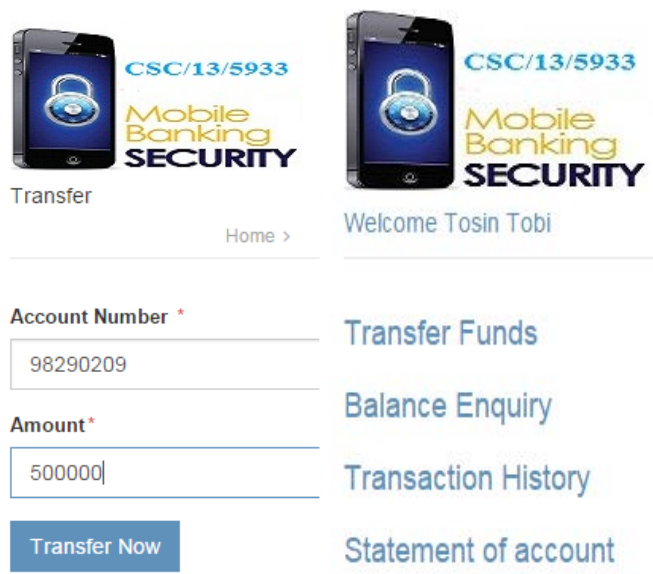 CSC/13/5933
Mobile
Banking
SECURITY
Transfer
Home >
Account Number *
98290209
Amount*
500000
Transfer Now
CSC/13/5933
Mobile
Banking
SECURITY
Welcome Tosin Tobi
Transfer Funds
Balance Enquiry
Transaction History
Statement of account